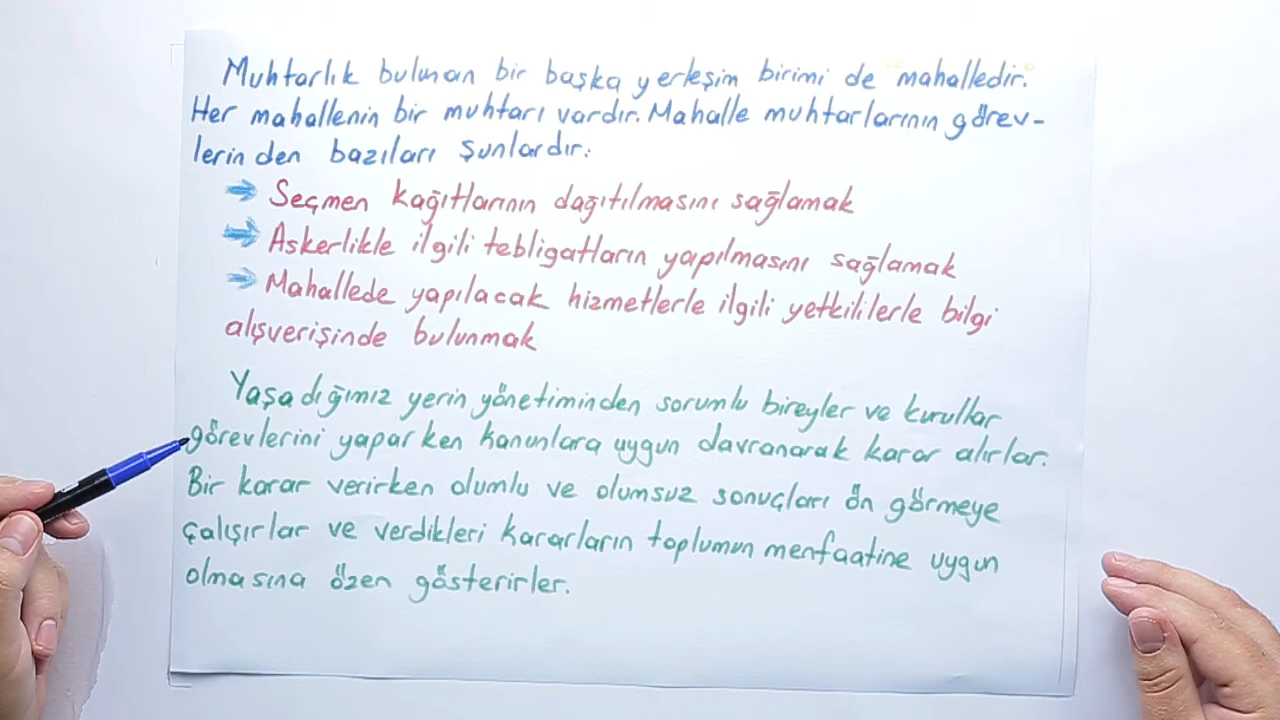 Muhtarlık bulunan bir başka yerleşim birimi de mahalledir.
Her mahallenin bir muhtarı vardır. Mahalle muhtarlarının görev-
lerinden bazıları şunlardır:
Seçmen kağıtlarının dağıtılmasını sağlamak
Askerlikle ilgili tebligatların yapılmasını sağlamak
Mahallede yapılacak hizmetlerle ilgili yetkililerle bilgi
alışverişinde bulunmak
Yaşadığımız yerin yönetiminden sorumlu bireyler ve kurullar
görevlerini yaparken kanunlara uygun davranarak karar alırlar.
Bir karar verirken olumlu ve olumsuz sonuçları ön görmeye
çalışırlar ve verdikleri kararların toplumun menfaatine uygun
olmasına özen gösterirler.